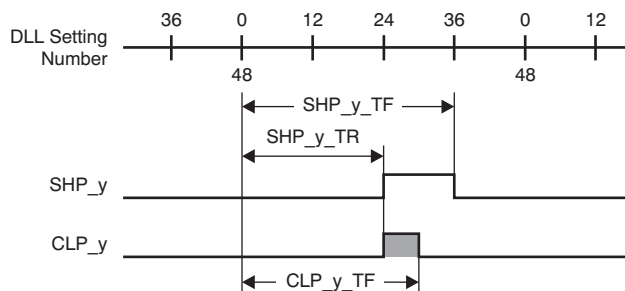 36 0 12 24 36 0 12
DLL Setting
Number
48 48
SHP_y_TF
SHP_y_TR
SHP_y
CLP_y
CLP_y_TF